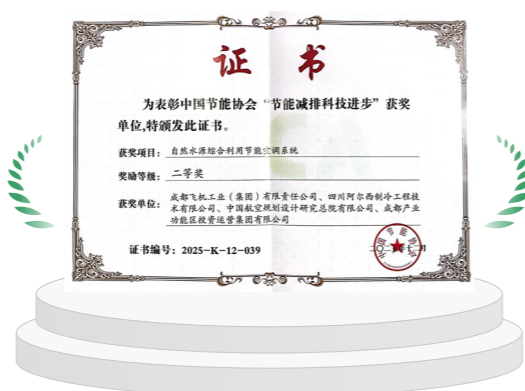 证 书
为表彰中国节能协会“节能减排科技进步”获奖
单位,特颁发此证书。
获奖项目: 自然水源综合利用节能空调系统
奖励等级: 二等奖
获奖单位: 成都飞机工业(集团)有限责任公司、四川阿尔西制冷工程技
术有限公司、中国航空规划设计研究总院有限公司、成都产业
功能区投资运营集团有限公司
证书编号: 2025-K-12-039
中国节能协会